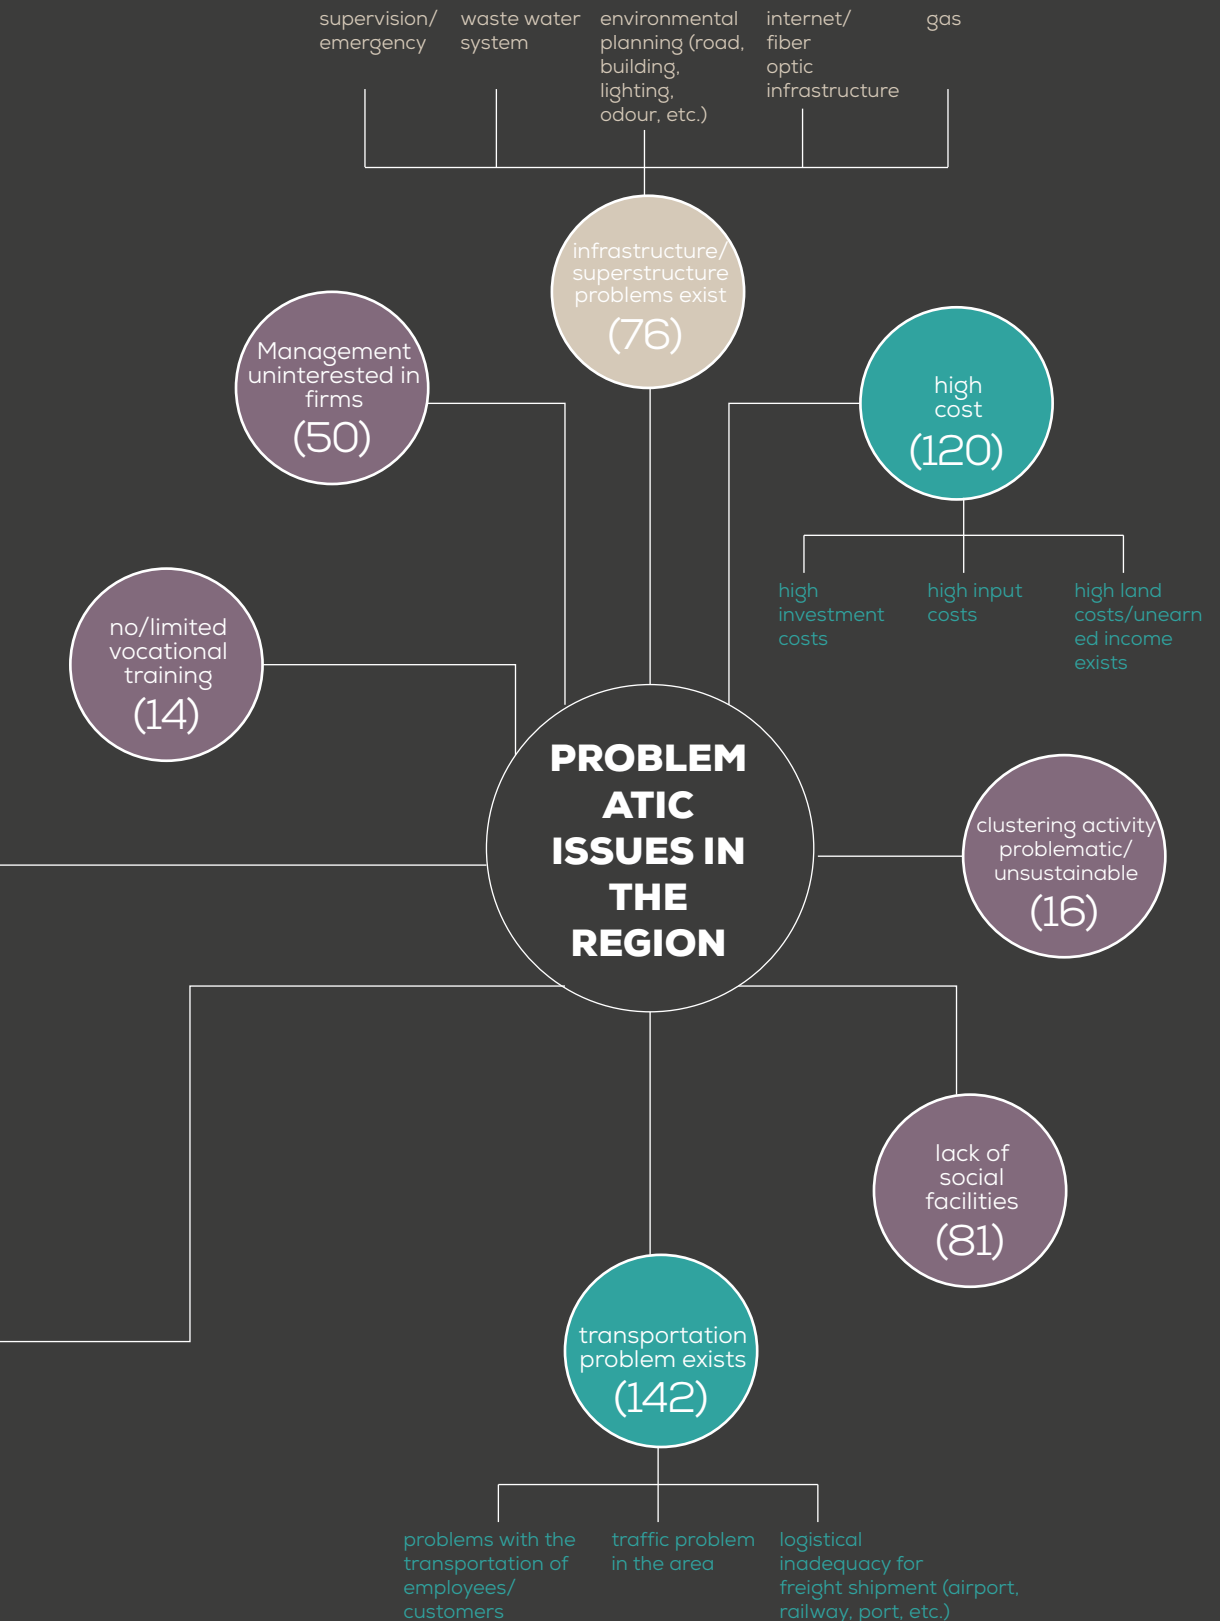 supervision/
emergency
waste water
system
environmental
planning (road,
building,
lighting,
odour, etc.)
internet/
fiber
optic
infrastructure
gas
infrastructure/
superstructure
problems exist
(76)
Management
uninterested in
firms
(50)
high
cost
(120)
high
investment
costs
high input
costs
high land
costs/unearn
ed income
exists
no/limited
vocational
training
(14)
PROBLEM
ATIC
ISSUES IN
THE
REGION
clustering activity
problematic/
unsustainable
(16)
lack of
social
facilities
(81)
transportation
problem exists
(142)
problems with the
transportation of
employees/
customers
traffic problem
in the area
logistical
inadequacy for
freight shipment (airport,
railway, port, etc.)